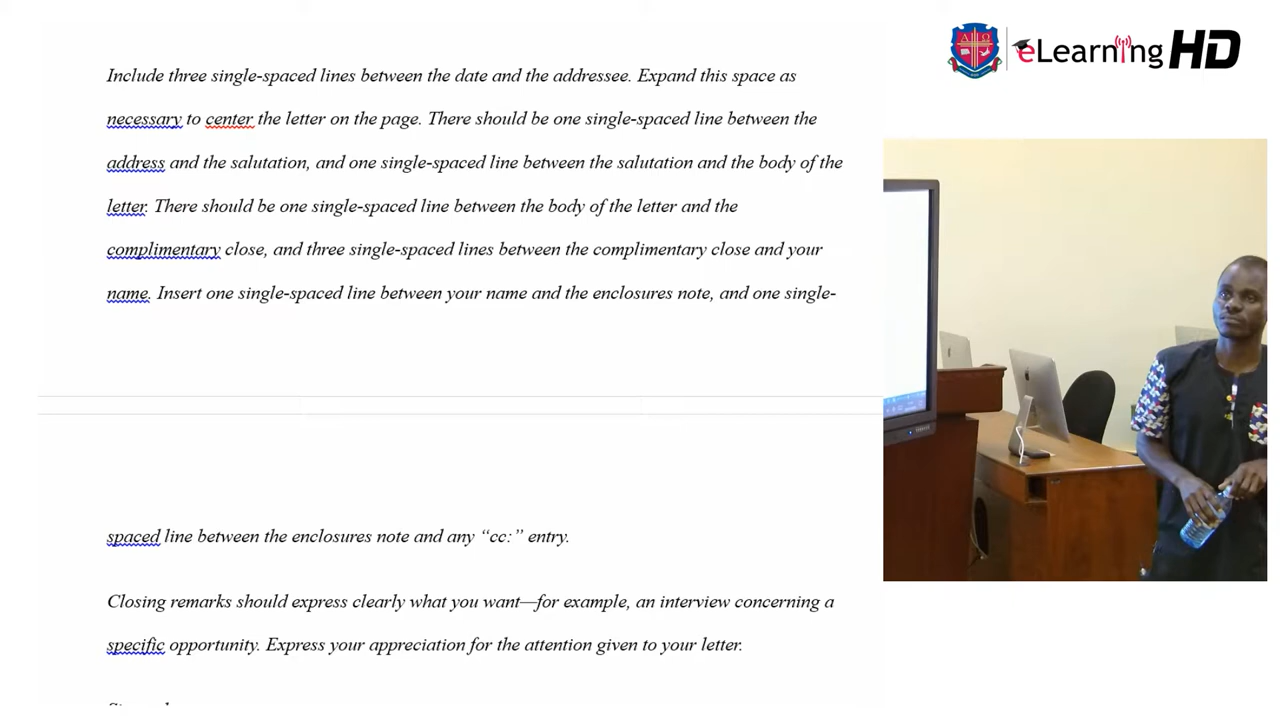 eLearning HD
Include three single-spaced lines between the date and the addressee. Expand this space as
necessary to center the letter on the page. There should be one single-spaced line between the
address and the salutation, and one single-spaced line between the salutation and the body of the
letter. There should be one single-spaced line between the body of the letter and the
complimentary close, and three single-spaced lines between the complimentary close and your
name. Insert one single-spaced line between your name and the enclosures note, and one single-
spaced line between the enclosures note and any “cc:” entry.
Closing remarks should express clearly what you want—for example, an interview concerning a
specific opportunity. Express your appreciation for the attention given to your letter.